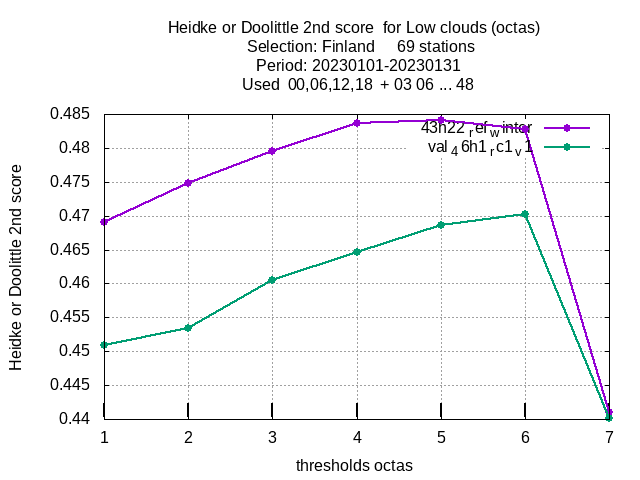 Heidke or Doolittle 2nd score for Low clouds (octas)
Selection: Finland 69 stations
Period: 20230101-20230131
Used 00,06,12,18 + 03 06 ... 48
43h22ref winter
val46h1rc1v1
Heidke or Doolittle 2nd score
0.485
0.48
0.475
0.47
0.465
0.46
0.455
0.45
0.445
0.44
1 2 3 4 5 6 7
thresholds octas